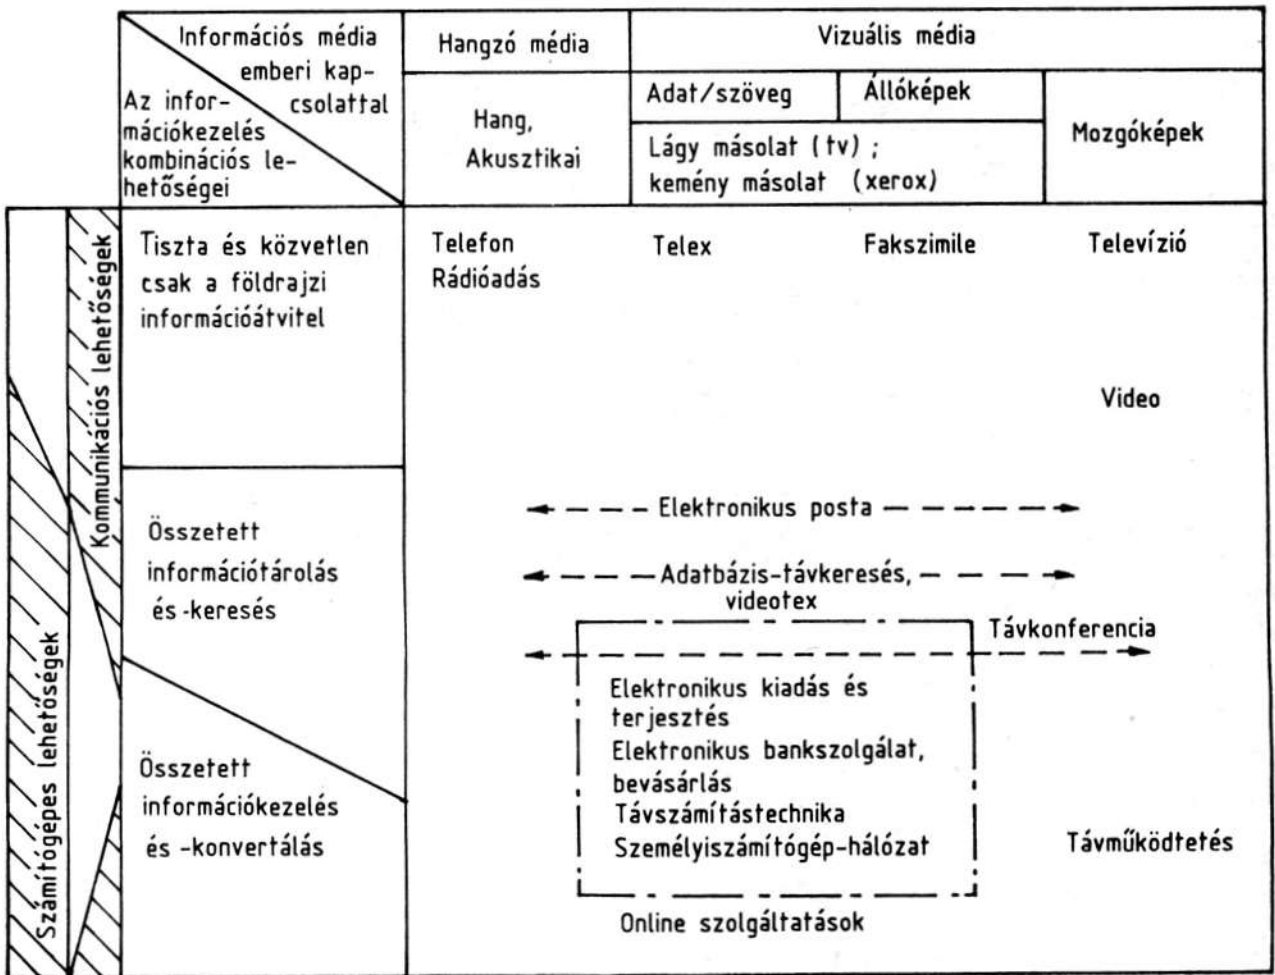 Információs média
emberi kap-
csolattal
Az infor-
mációkezelés
kombinációs le-
hetőségei
Hangzó média
Vizuális média
Hang,
Akusztikai
Adat/szöveg
Állóképek
Lágy másolat (tv) ;
kemény másolat (xerox)
Mozgóképek
Kommunikációs lehetőségek
Számítógépes lehetőségek
Tiszta és közvetlen
csak a földrajzi
információátvitel
Telefon
Rádióadás
Telex
Fakszimile
Televízió
Video
Összetett
információtárolás
és -keresés
Elektronikus posta
Adatbázis-távkeresés,
videotex
Távkonferencia
Összetett
információkezelés
és -konvertálás
Elektronikus kiadás és
terjesztés
Elektronikus bankszolgálat,
bevásárlás
Távszámítástechnika
Személyiszámítógép-hálózat
Távműködtetés
Online szolgáltatások